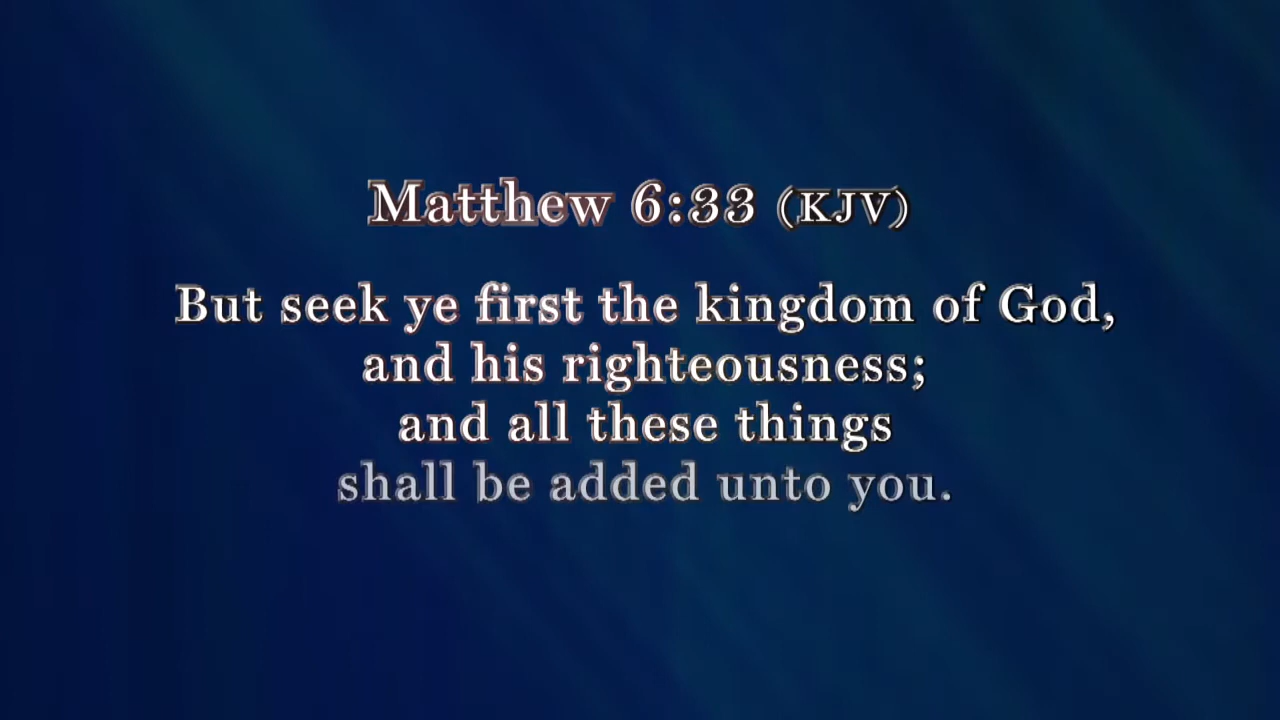 Matthew 6:33 (KJV)
But seek ye first the kingdom of God,
and his righteousness;
and all these things
shall be added unto you.